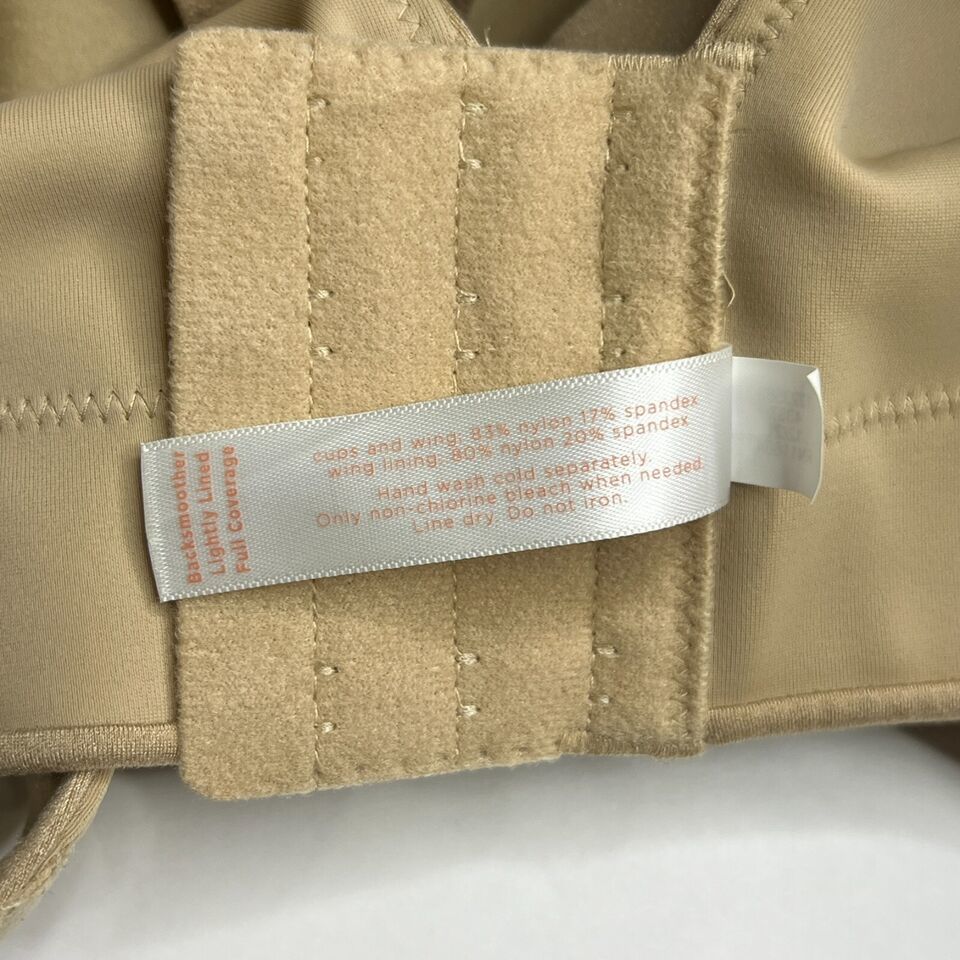 Backsmoother
Lightly Lined
Full Coverage
cups and wing: 83% nylon 17% spandex
wing lining: 80% nylon 20% spandex
Hand wash cold separately.
Only non-chlorine bleach when needed.
Line dry. Do not iron.